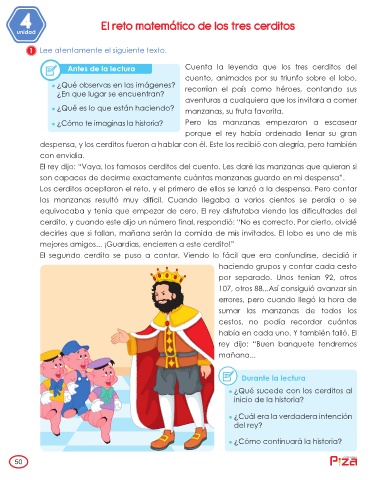 4
unidad
El reto matemático de los tres cerditos
1 Lee atentamente el siguiente texto.
Antes de la lectura
• ¿Qué observas en las imágenes?
¿En que lugar se encuentran?
• ¿Qué es lo que están haciendo?
• ¿Cómo te imaginas la historia?
Cuenta la leyenda que los tres cerditos del
cuento, animados por su triunfo sobre el lobo,
recorrían el país como héroes, contando sus
aventuras a cualquiera que los invitara a comer
manzanas, su fruta favorita.
Pero las manzanas empezaron a escasear
porque el rey había ordenado llenar su gran
despensa, y los cerditos fueron a hablar con él. Este los recibió con alegría, pero también
con envidia.
El rey dijo: “Vaya, los famosos cerditos del cuento. Les daré las manzanas que quieran si
son capaces de decirme exactamente cuántas manzanas guardo en mi despensa”.
Los cerditos aceptaron el reto, y el primero de ellos se lanzó a la despensa. Pero contar
las manzanas resultó muy difícil. Cuando llegaba a varios cientos se perdía o se
equivocaba y tenía que empezar de cero. El rey disfrutaba viendo las dificultades del
cerdito, y cuando este dijo un número final, respondió: “No es correcto. Por cierto, olvidé
decirles que si fallan, mañana serán la comida de mis invitados. El lobo es uno de mis
mejores amigos... ¡Guardias, encierren a este cerdito!”
El segundo cerdito se puso a contar. Viendo lo fácil que era confundirse, decidió ir
haciendo grupos y contar cada cesto
por separado. Unos tenían 92, otros
107, otros 88...Así consiguió avanzar sin
errores, pero cuando llegó la hora de
sumar las manzanas de todos los
cestos, no podía recordar cuántas
había en cada uno. Y también falló. El
rey dijo: “Buen banquete tendremos
mañana...
Durante la lectura
• ¿Qué sucede con los cerditos al
inicio de la historia?
• ¿Cuál era la verdadera intención
del rey?
• ¿Cómo continuará la historia?
50